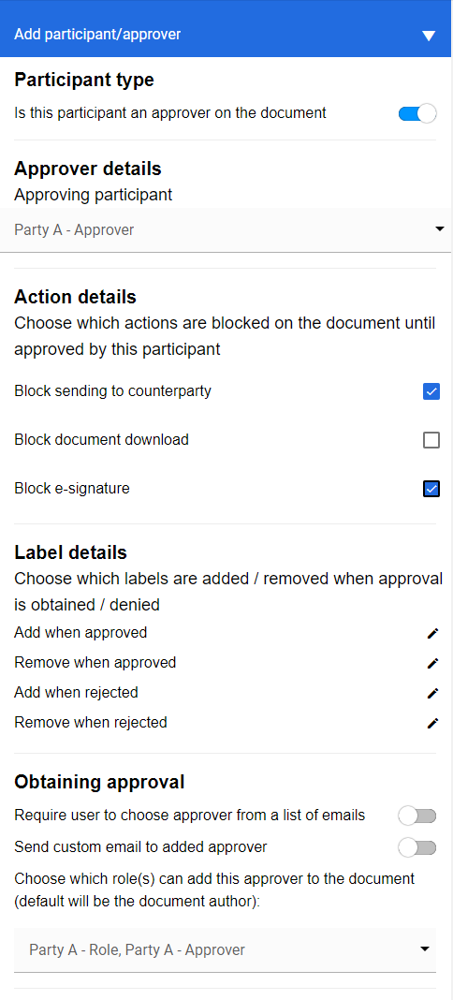 Add participant/approver
Participant type
Is this participant an approver on the document
Approver details
Approving participant
Party A - Approver
Action details
Choose which actions are blocked on the document until
approved by this participant
Block sending to counterparty
Block document download
Block e-signature
Label details
Choose which labels are added / removed when approval
is obtained / denied
Add when approved
Remove when approved
Add when rejected
Remove when rejected
Obtaining approval
Require user to choose approver from a list of emails
Send custom email to added approver
Choose which role(s) can add this approver to the document
(default will be the document author):
Party A - Role, Party A - Approver